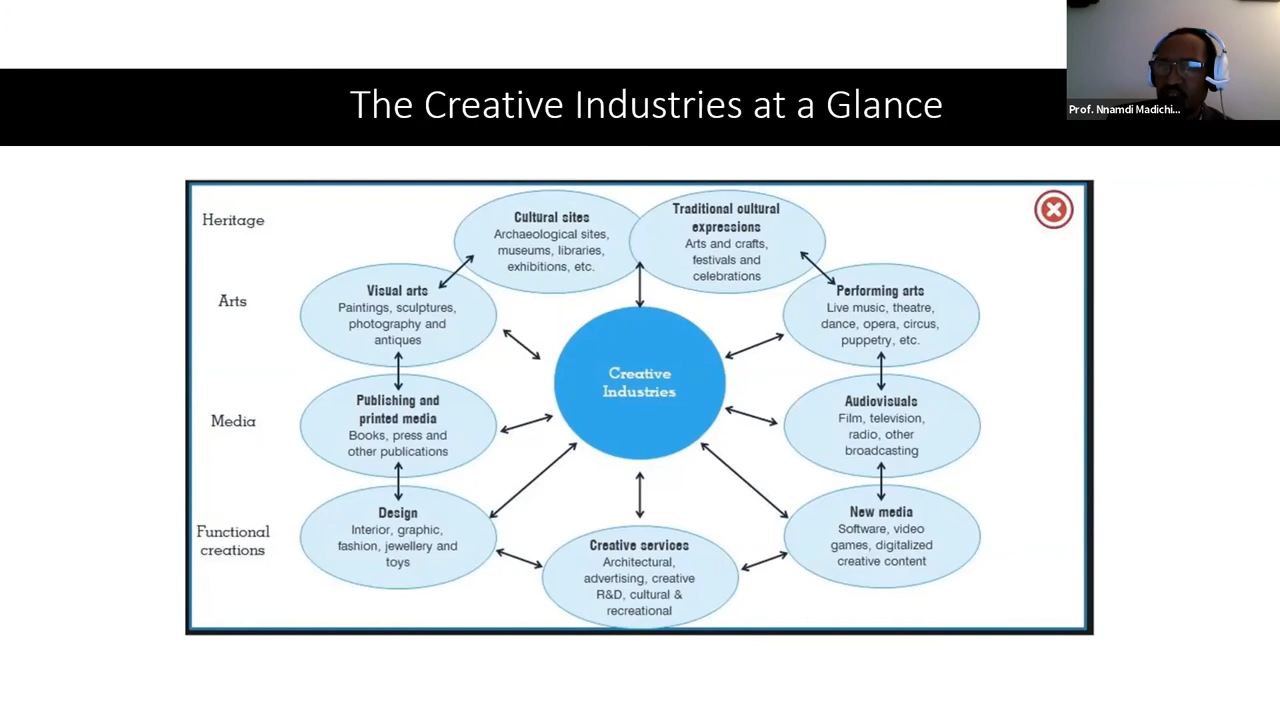 The Creative Industries at a Glance
Prof. Nnamdi Madichi...
Heritage
Cultural sites
Archaeological sites,
museums, libraries,
exhibitions, etc.
Traditional cultural
expressions
Arts and crafts,
festivals and
celebrations
Arts
Visual arts
Paintings, sculptures,
photography and
antiques
Performing arts
Live music, theatre,
dance, opera, circus,
puppetry, etc.
Creative
Industries
Media
Publishing and
printed media
Books, press and
other publications
Audiovisuals
Film, television,
radio, other
broadcasting
Functional
creations
Design
Interior, graphic,
fashion, jewellery and
toys
Creative services
Architectural,
advertising, creative
R&D, cultural &
recreational
New media
Software, video
games, digitalized
creative content